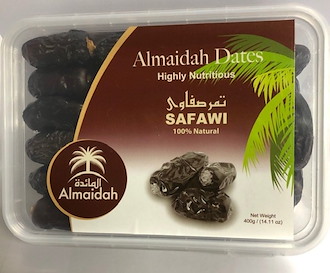 Almaidah Dates
Highly Nutritious
تمر صفاوي
SAFAWI
100% Natural
المائدة
Almaidah
Net Weight
400g / (14.11 oz)